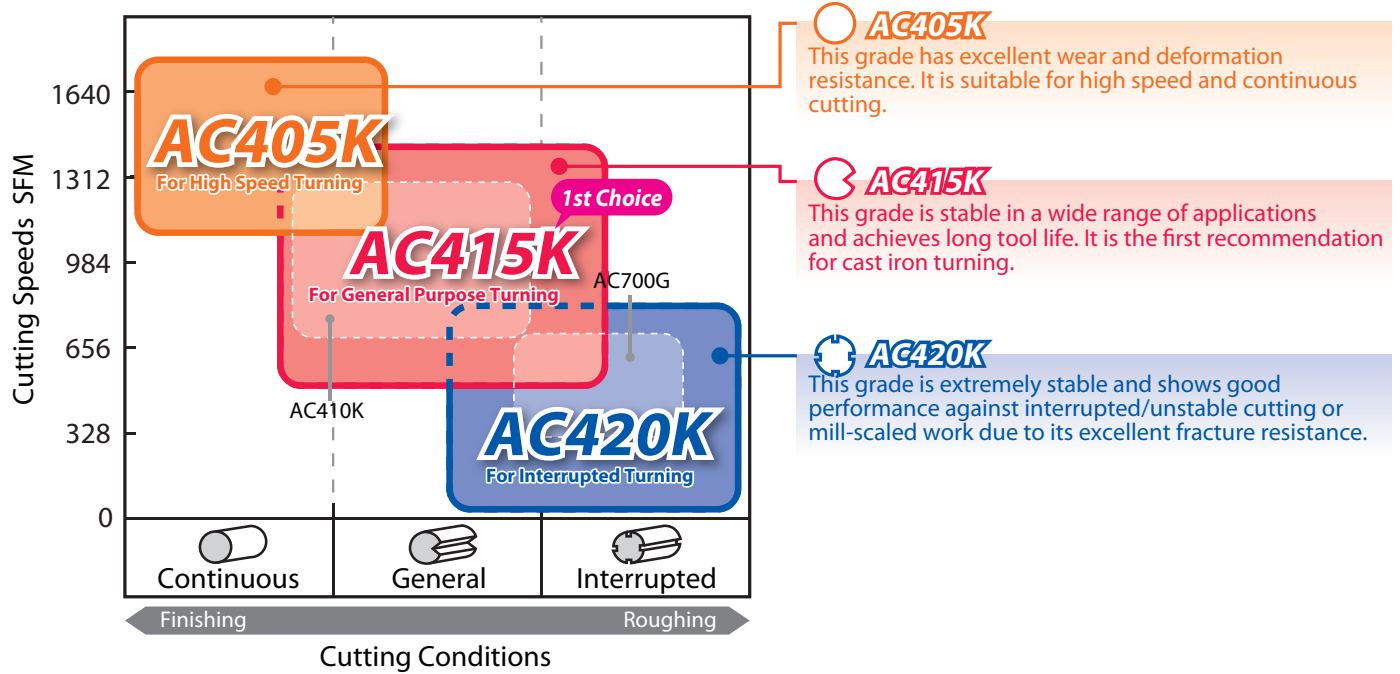 Cutting Speeds SFM
1640
1312
984
656
328
0
AC405K
For High Speed Turning
AC415K
For General Purpose Turning
1st Choice
AC700G
AC410K
AC420K
For Interrupted Turning
Continuous
General
Interrupted
Finishing
Roughing
Cutting Conditions
AC405K
This grade has excellent wear and deformation
resistance. It is suitable for high speed and continuous
cutting.
AC415K
This grade is stable in a wide range of applications
and achieves long tool life. It is the first recommendation
for cast iron turning.
AC420K
This grade is extremely stable and shows good
performance against interrupted/unstable cutting or
mill-scaled work due to its excellent fracture resistance.